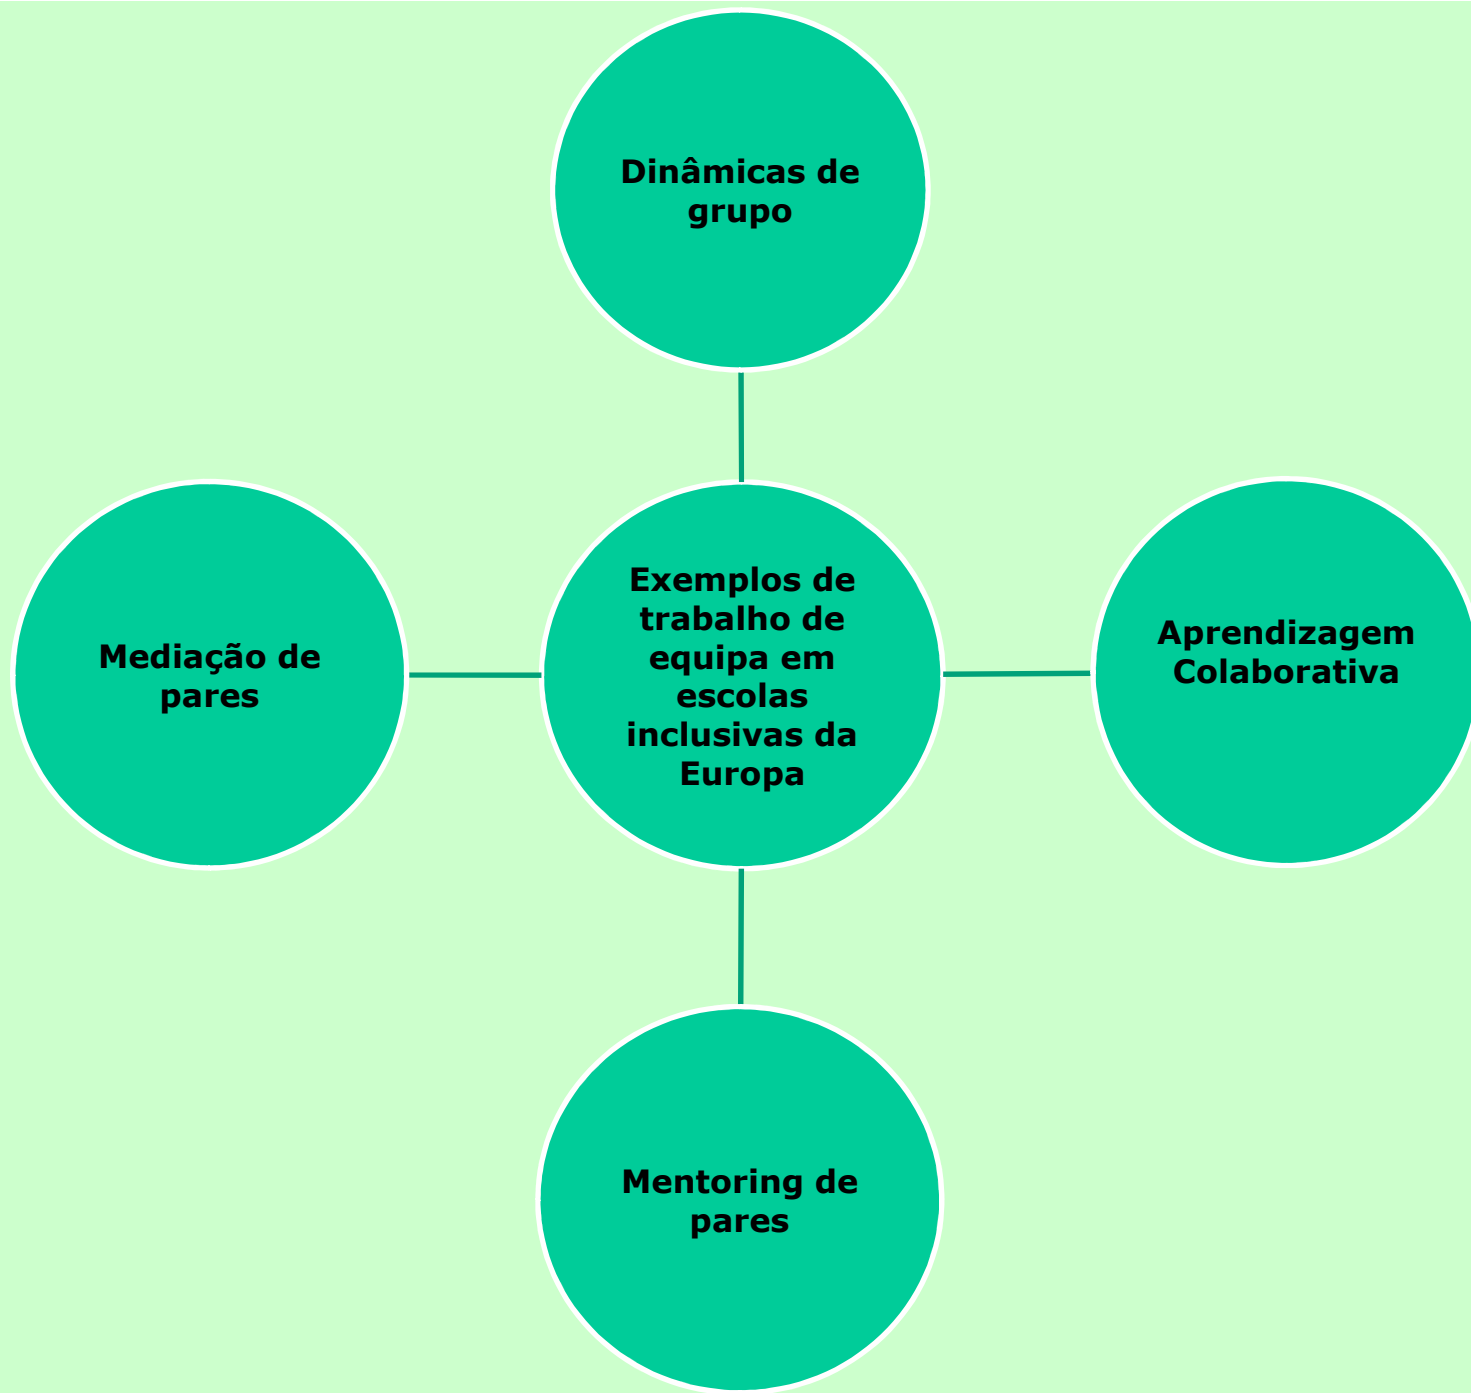 Dinâmicas de
grupo
Mediação de
pares
Exemplos de
trabalho de
equipa em
escolas
inclusivas da
Europa
Aprendizagem
Colaborativa
Mentoring de
pares